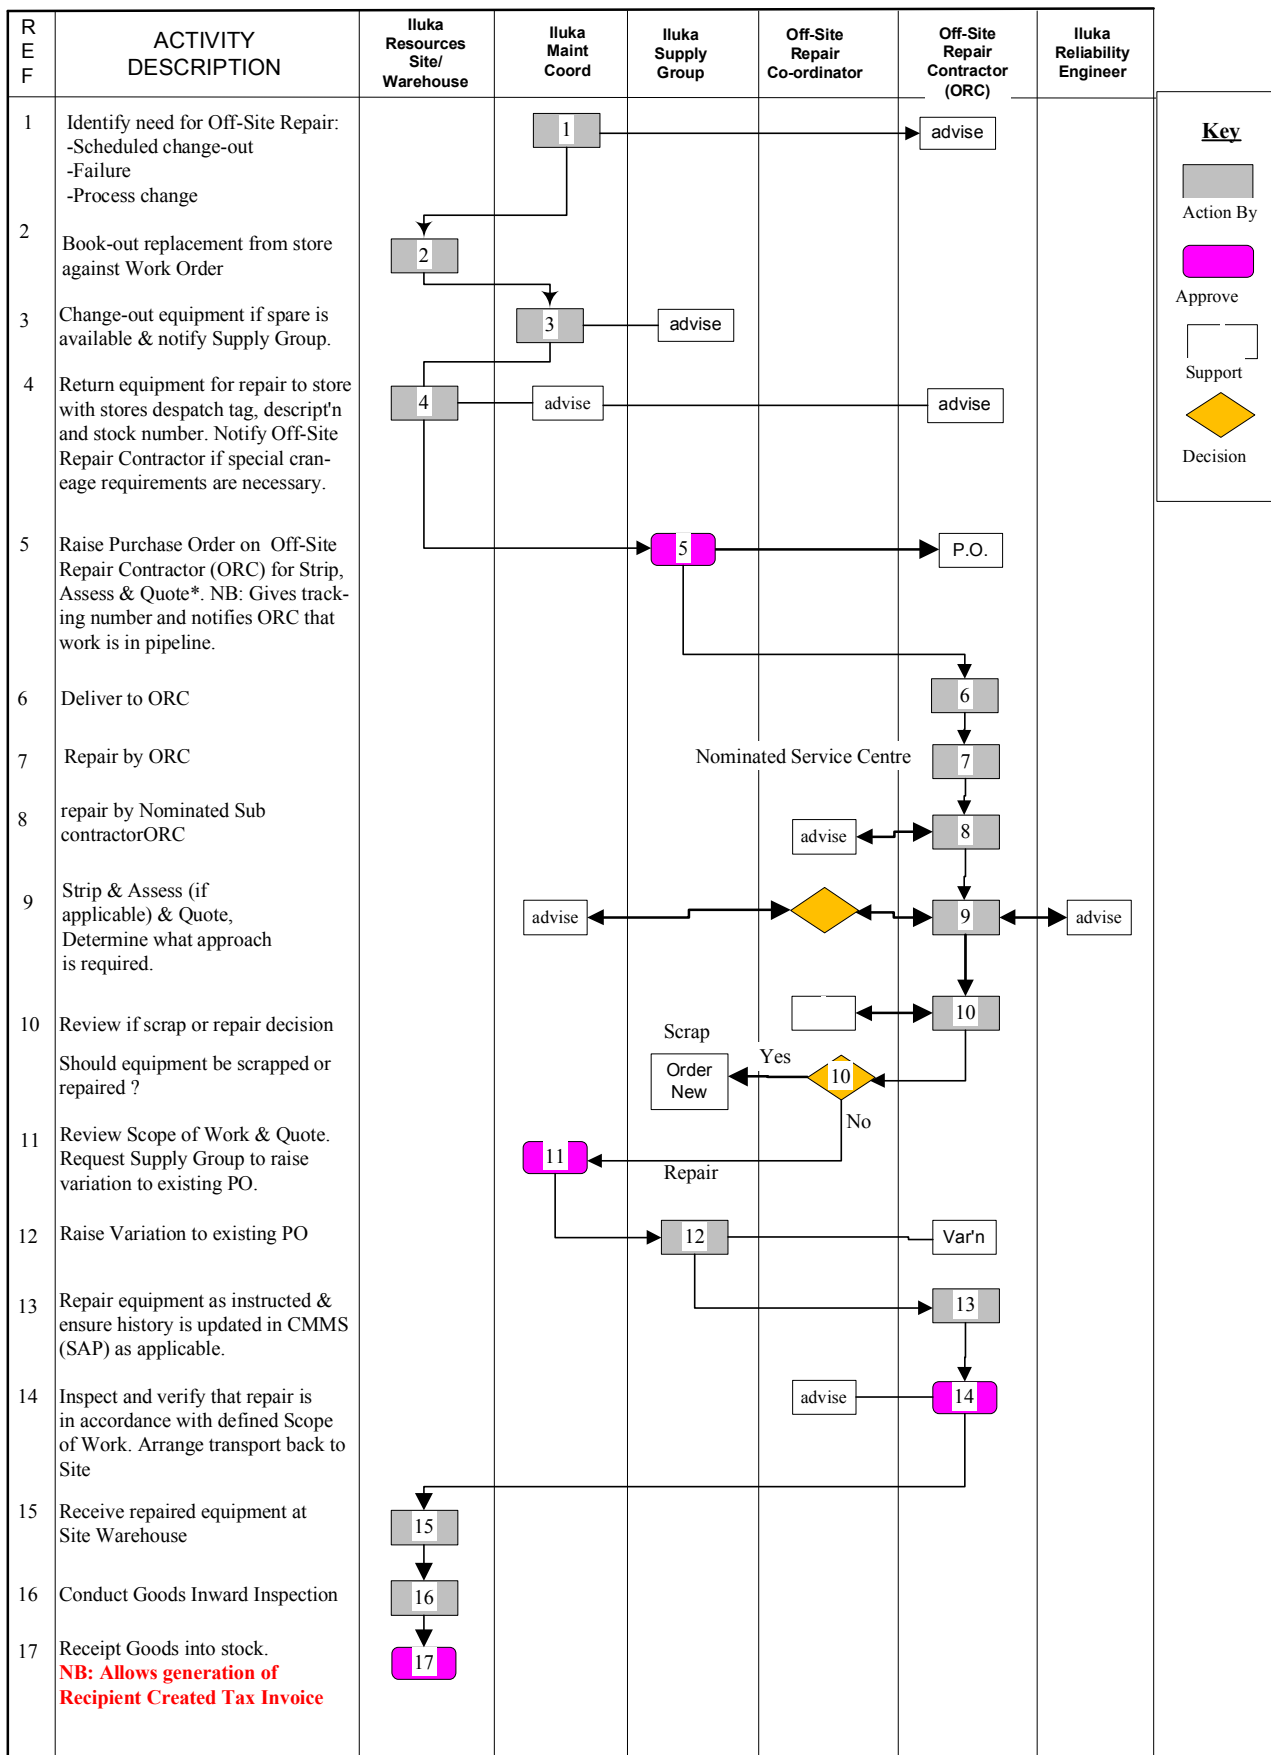 R
E
F
ACTIVITY
DESCRIPTION
Iluka
Resources
Site/
Warehouse
Iluka
Maint
Coord
Iluka
Supply
Group
Off-Site
Repair
Co-ordinator
Off-Site
Repair
Contractor
(ORC)
Iluka
Reliability
Engineer
Key
Action By
Approve
Support
Decision
1
Identify need for Off-Site Repair:
-Scheduled change-out
-Failure
-Process change
1
advise
2
Book-out replacement from store
against Work Order
2
3
Change-out equipment if spare is
available & notify Supply Group.
3
advise
4
Return equipment for repair to store
with stores despatch tag, descript'n
and stock number. Notify Off-Site
Repair Contractor if special cran-
eage requirements are necessary.
4
advise
advise
5
Raise Purchase Order on Off-Site
Repair Contractor (ORC) for Strip,
Assess & Quote*. NB: Gives track-
ing number and notifies ORC that
work is in pipeline.
5
P.O.
6
Deliver to ORC
6
7
Repair by ORC
Nominated Service Centre
7
8
repair by Nominated Sub
contractorORC
advise
8
9
Strip & Assess (if
applicable) & Quote,
Determine what approach
is required.
advise
9
advise
10
Review if scrap or repair decision
Should equipment be scrapped or
repaired ?
10
Scrap
Order
New
Yes
10
No
11
Review Scope of Work & Quote.
Request Supply Group to raise
variation to existing PO.
11
Repair
12
Raise Variation to existing PO
12
Var'n
13
Repair equipment as instructed &
ensure history is updated in CMMS
(SAP) as applicable.
13
14
Inspect and verify that repair is
in accordance with defined Scope
of Work. Arrange transport back to
Site
advise
14
15
Receive repaired equipment at
Site Warehouse
15
16
Conduct Goods Inward Inspection
16
17
Receipt Goods into stock.
NB: Allows generation of
Recipient Created Tax Invoice
17